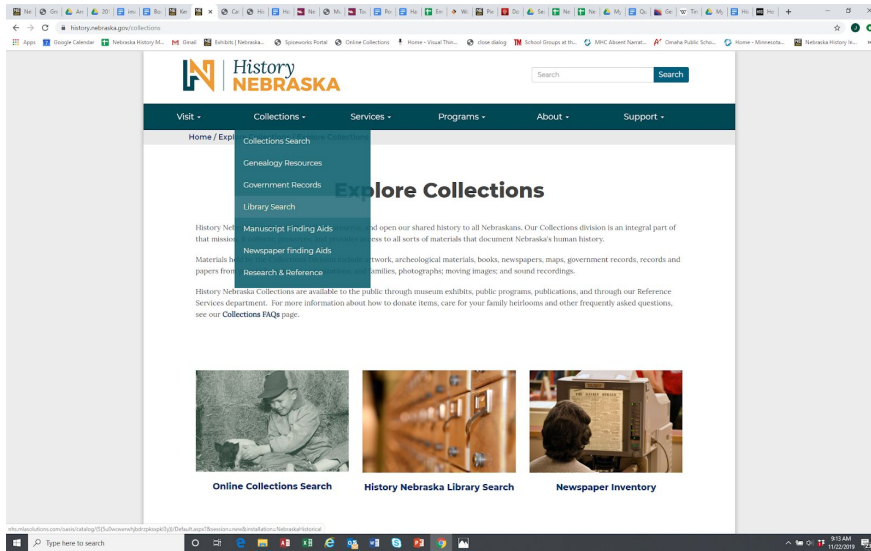 history.nebraska.gov/collections
Apps
Google Calendar
Nebraska History M...
Gmail
Exhibits | Nebraska...
Spiceworks Portal
Online Collections
Home - Visual Thin...
close dialog
School Groups at th...
MHC Absent Narrat...
Omaha Public Scho...
Home - Minnesota...
Nebraska History In...
History
NEBRASKA
Search
Search
Visit
Collections
Services
Programs
About
Support
Home /
Collections Search
Genealogy Resources
Government Records
Library Search
Manuscript Finding Aids
Newspaper finding Aids
Research & Reference
Explore Collections
and open our shared history to all Nebraskans. Our Collections division is an integral part of
that mission access to all sorts of materials that document Nebraska's human history.
Materials artwork, archeological materials, books, newspapers, maps, government records, records and
papers from families, photographs; moving images; and sound recordings.
History Nebraska Collections are available to the public through museum exhibits, public programs, publications, and through our Reference
Services department. For more information about how to donate items, care for your family heirlooms and other frequently asked questions,
see our Collections FAQs page.
Online Collections Search
History Nebraska Library Search
Newspaper Inventory
Type here to search
9:13 AM
11/22/2019